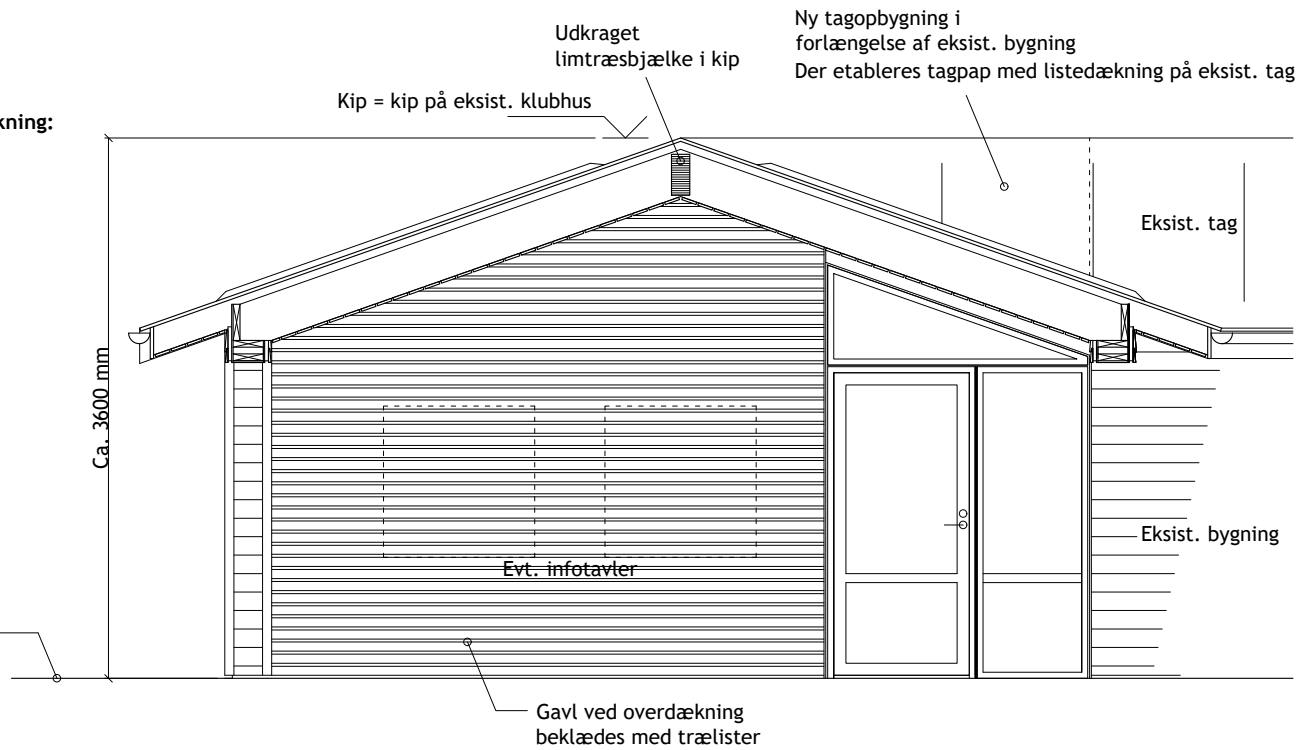 Ny tagopbygning i
forlængelse af eksist. bygning
Der etableres tagpap med listedækning på eksist. tag
Udkraget
limtræsbjælke i kip
Kip = kip på eksist. klubhus
kning:
Eksist. tag
Ca. 3600 mm
Eksist. bygning
Evt. infotavler
Gavl ved overdækning
beklædes med trælister